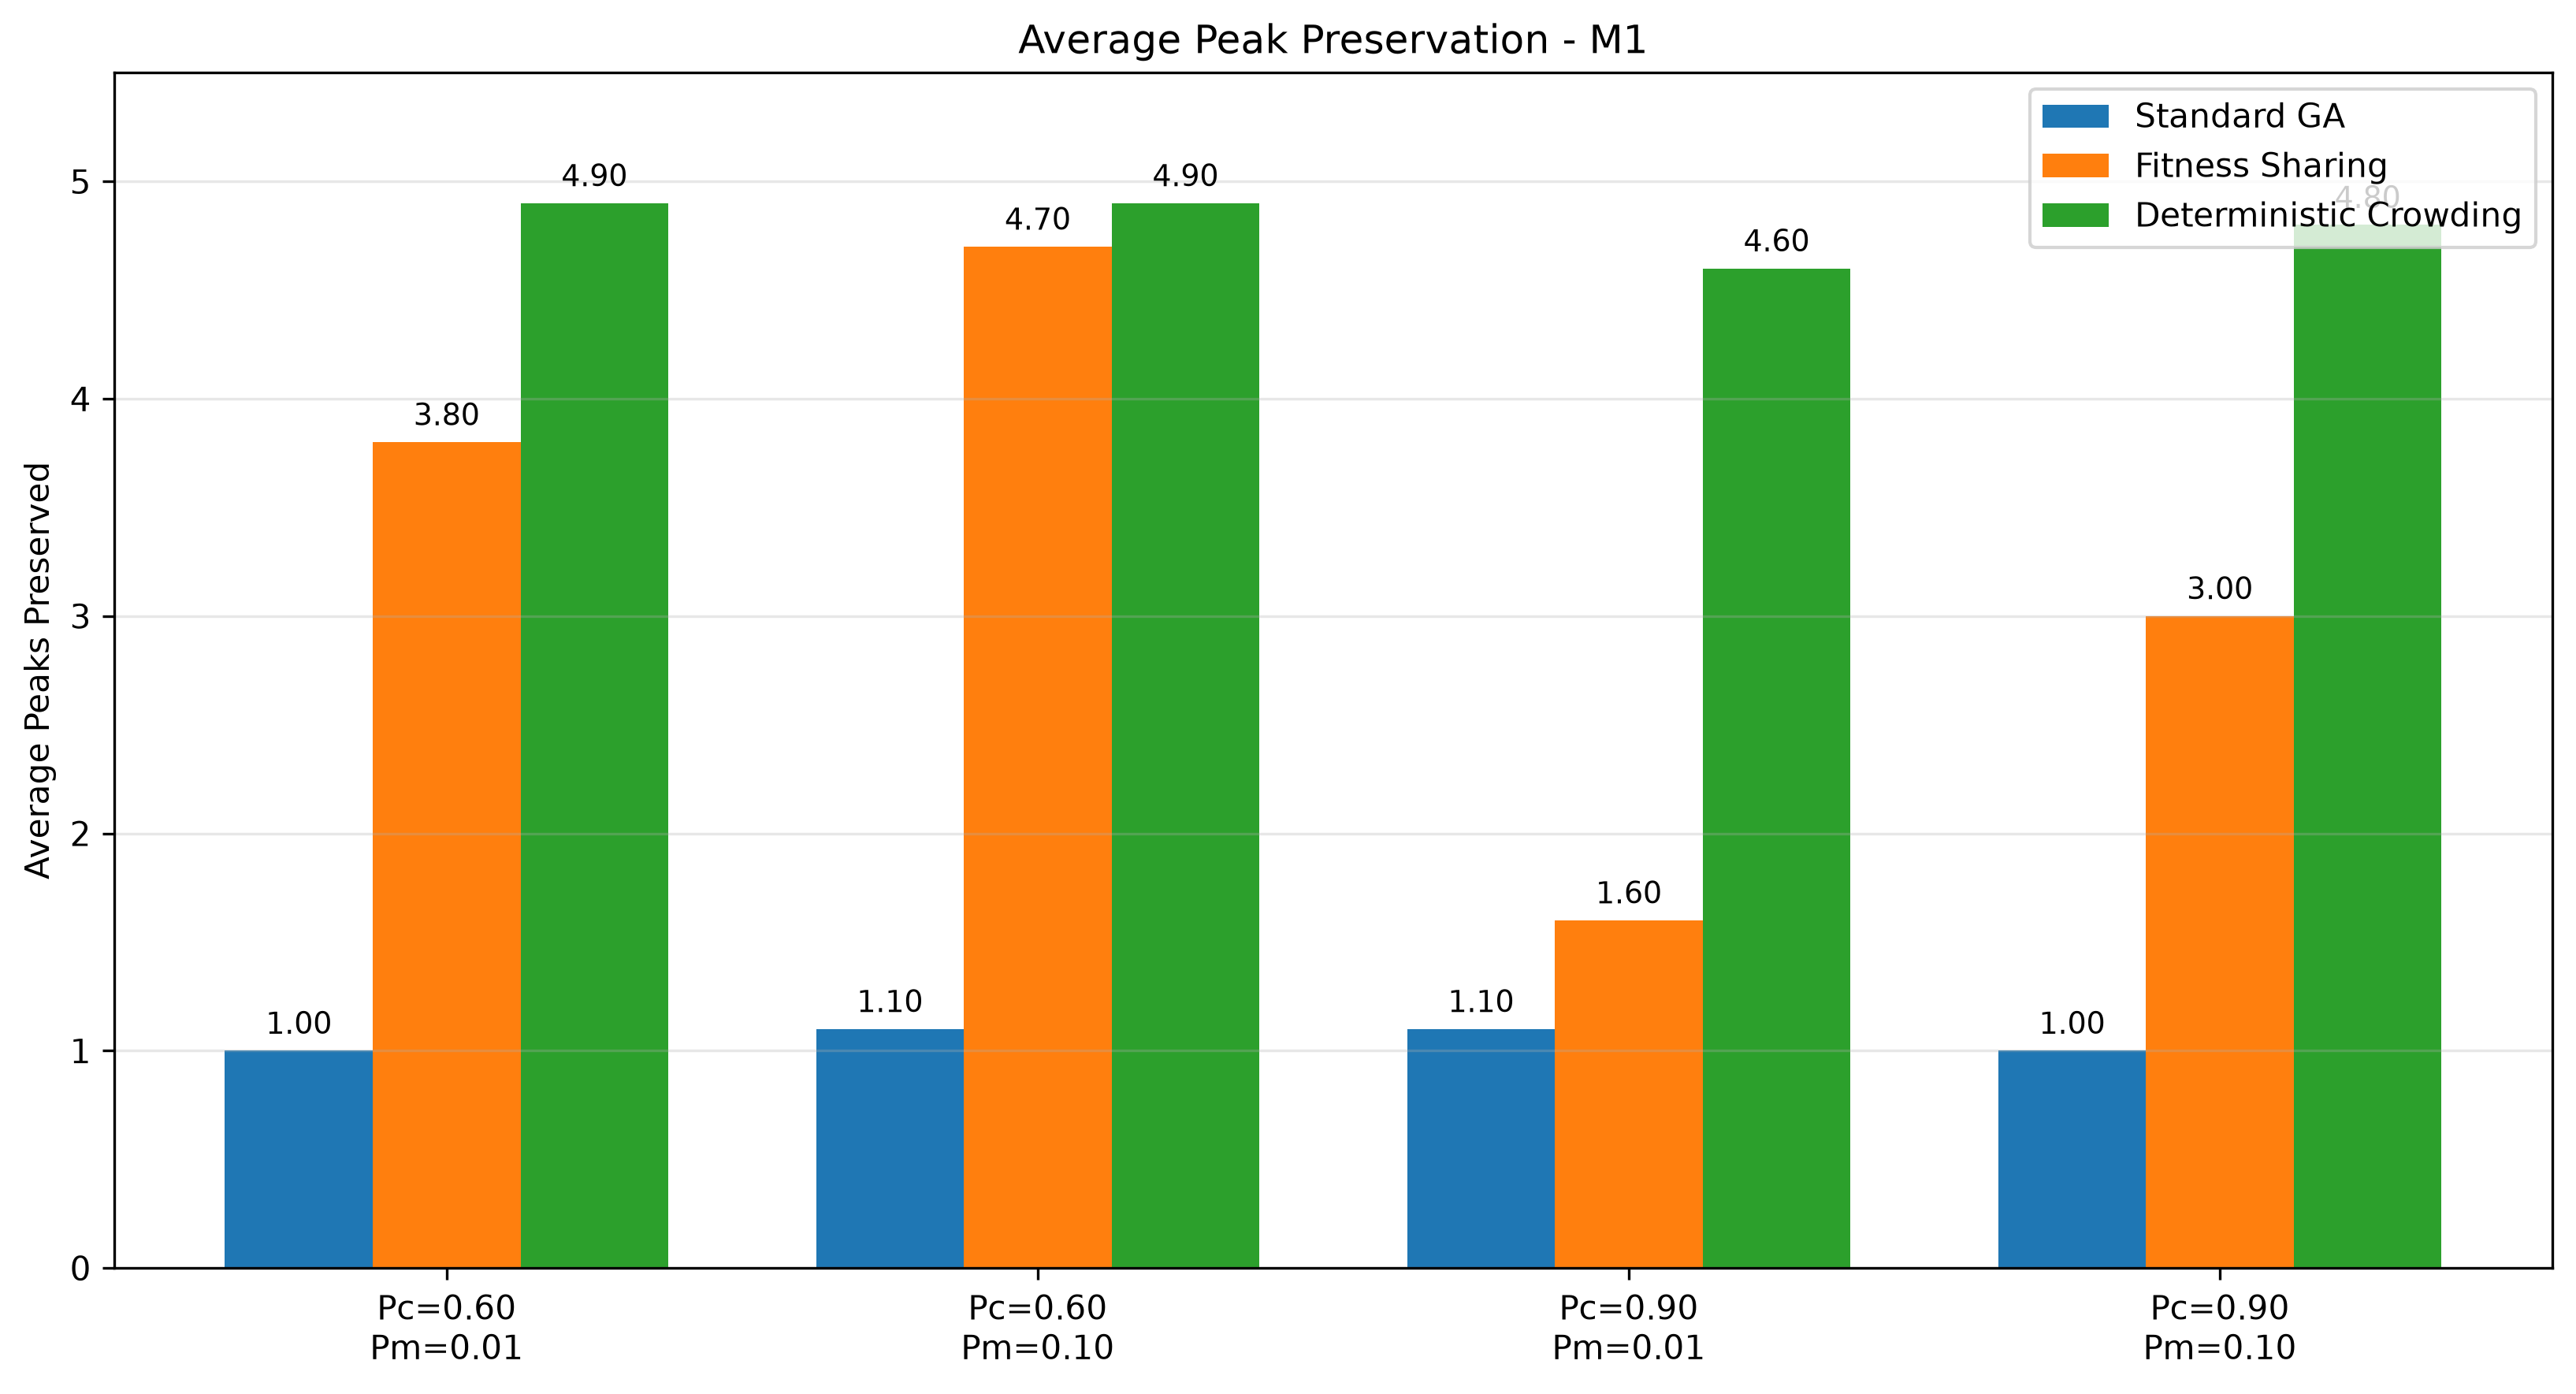 Average Peak Preservation - M1
Standard GA
Fitness Sharing
Deterministic Crowding
Average Peaks Preserved
5
4
3
2
1
0
1.00
3.80
4.90
1.10
4.70
4.90
1.10
1.60
4.60
1.00
3.00
4.80
Pc=0.60
Pm=0.01
Pc=0.60
Pm=0.10
Pc=0.90
Pm=0.01
Pc=0.90
Pm=0.10